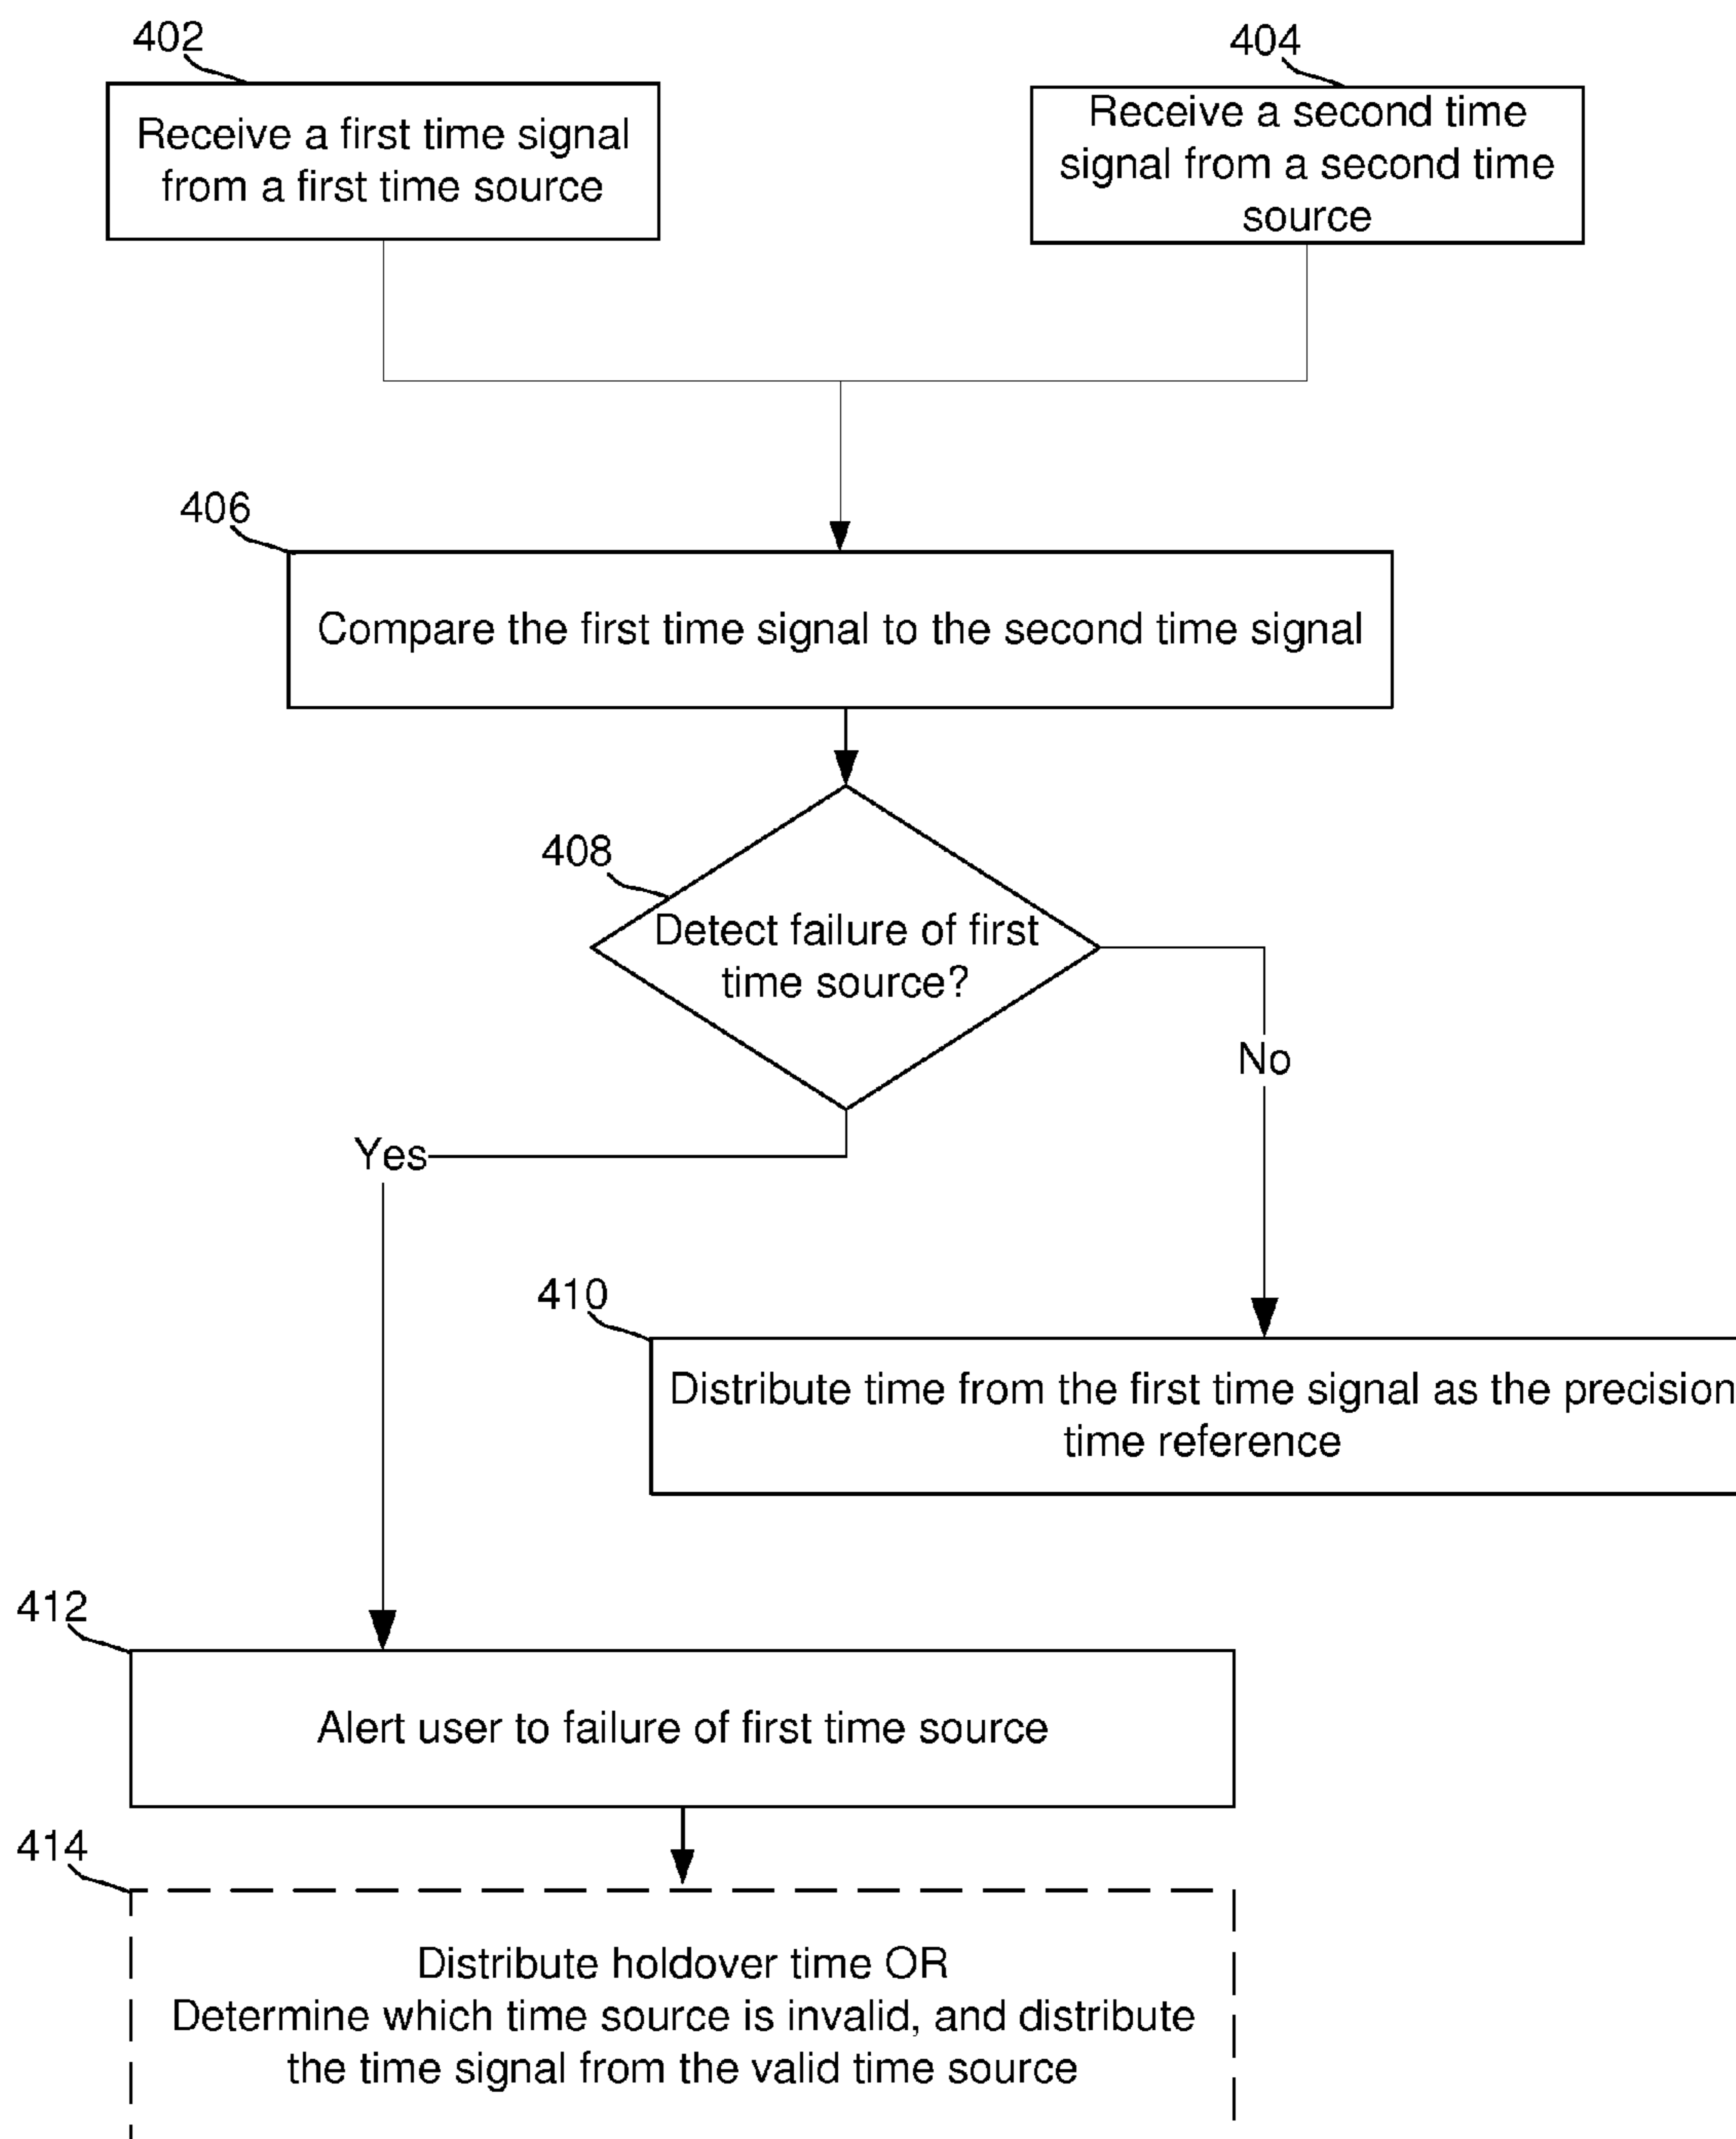 402
Receive a first time signal
from a first time source
404
Receive a second time
signal from a second time
source
406
Compare the first time signal to the second time signal
408
Detect failure of first
time source?
No
Yes
410
Distribute time from the first time signal as the precision
time reference
412
Alert user to failure of first time source
414
Distribute holdover time OR
Determine which time source is invalid, and distribute
the time signal from the valid time source